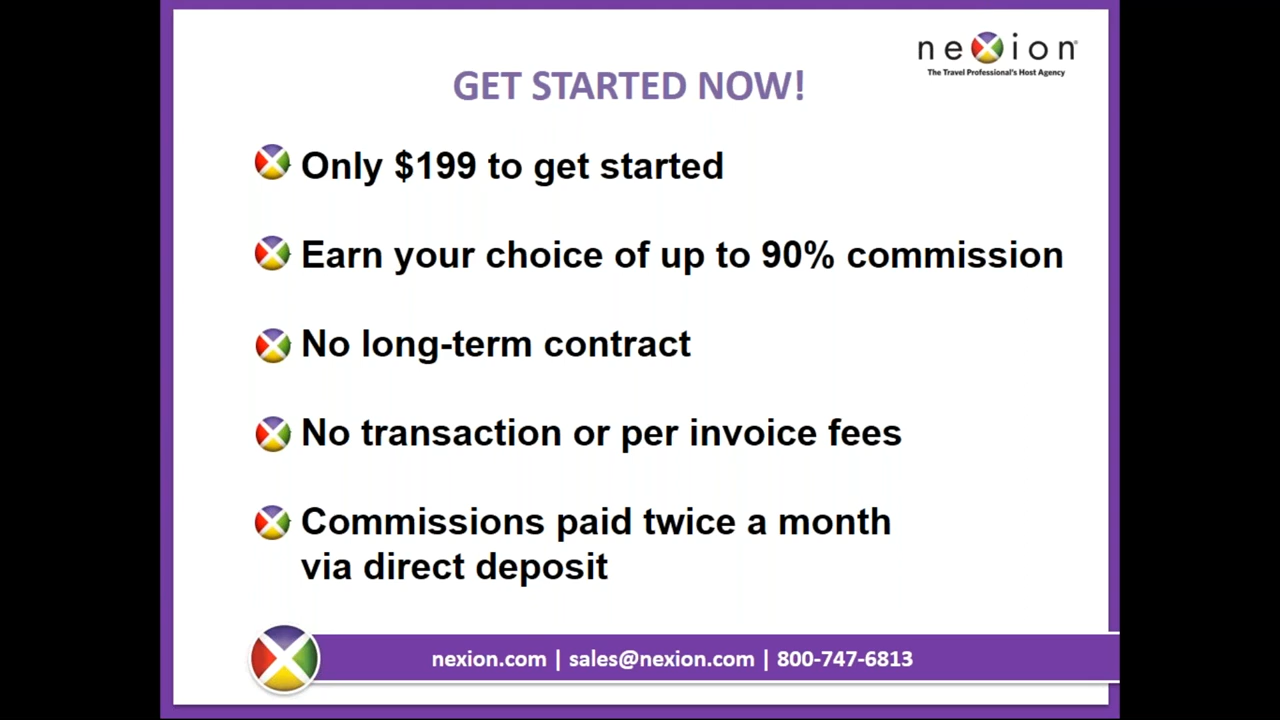 nexion®
The Travel Professional's Host Agency
GET STARTED NOW!
Only $199 to get started
Earn your choice of up to 90% commission
No long-term contract
No transaction or per invoice fees
Commissions paid twice a month
via direct deposit
nexion.com | sales@nexion.com | 800-747-6813